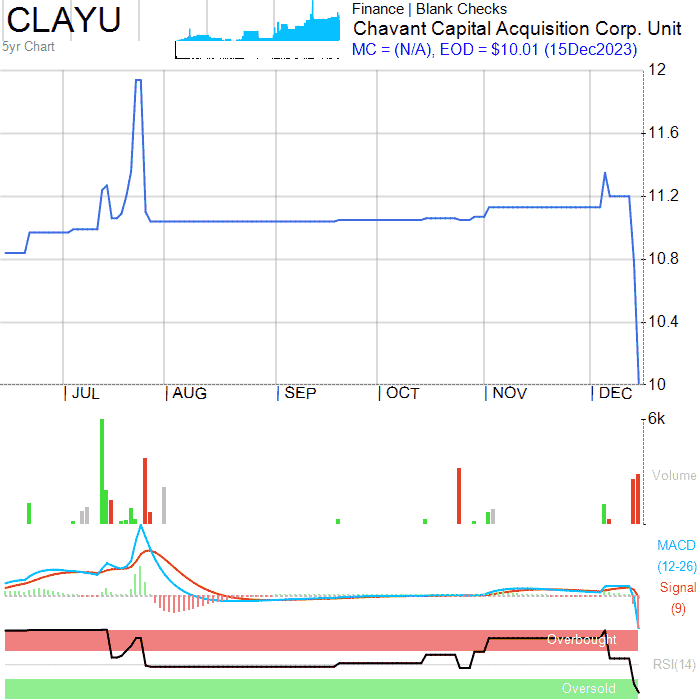 CLAYU
5yr Chart
Finance | Blank Checks
Chavant Capital Acquisition Corp. Unit
MC = (N/A), EOD = $10.01 (15Dec2023)
12
11.6
11.2
10.8
10.4
10
JUL AUG SEP OCT NOV DEC
6k
Volume
MACD
(12-26)
Signal
(9)
Overbought
RSI(14)
Oversold